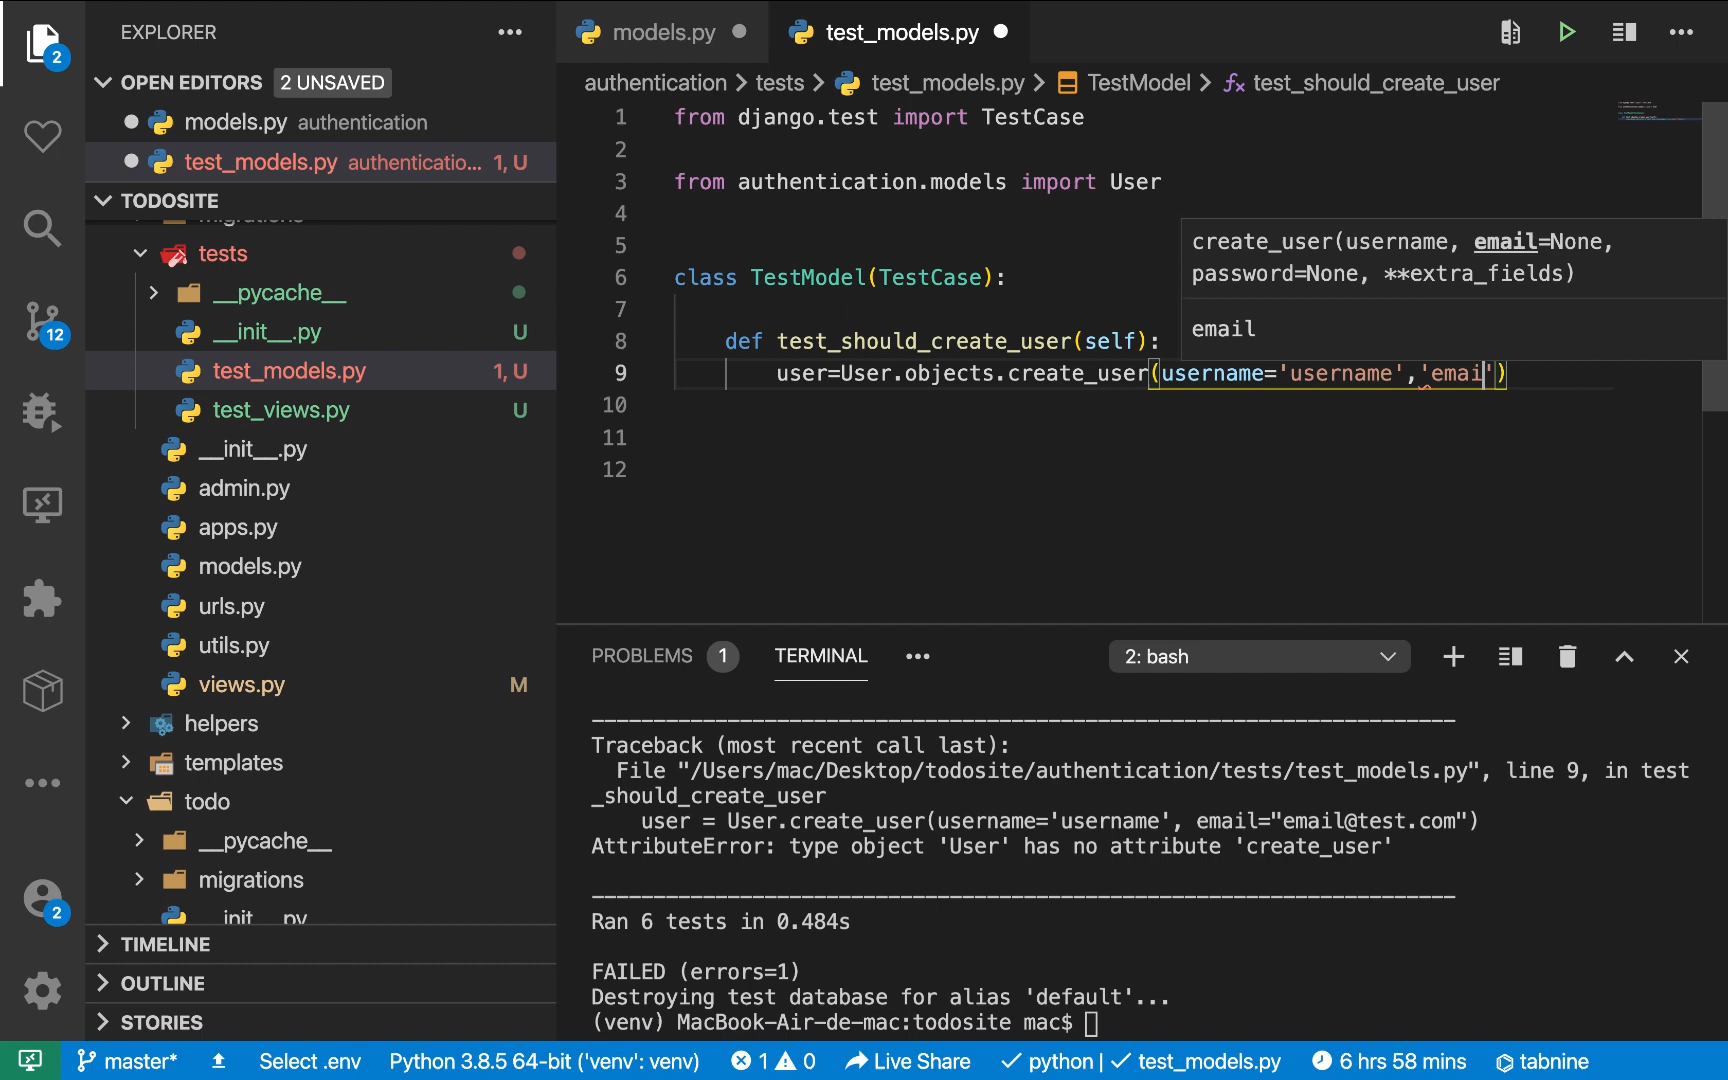 EXPLORER
models.py
test_models.py
OPEN EDITORS 2 UNSAVED
models.py authentication
test_models.py authenticatio... 1, U
TODOSITE
migrations
tests
__pycache__
__init__.py U
test_models.py 1, U
test_views.py U
__init__.py
admin.py
apps.py
models.py
urls.py
utils.py
views.py M
helpers
templates
todo
__pycache__
migrations
__init__.py
TIMELINE
OUTLINE
STORIES
2
12
2
authentication > tests > test_models.py > TestModel > test_should_create_user
1 from django.test import TestCase
2
3 from authentication.models import User
4
5
6 class TestModel(TestCase):
7
8 def test_should_create_user(self):
9 user=User.objects.create_user(username='username','emai')
10
11
12
create_user(username, email=None,
password=None, **extra_fields)
email
PROBLEMS 1 TERMINAL 2: bash
Traceback (most recent call last):
File "/Users/mac/Desktop/todosite/authentication/tests/test_models.py", line 9, in test
_should_create_user
user = User.create_user(username='username', email="email@test.com")
AttributeError: type object 'User' has no attribute 'create_user'
Ran 6 tests in 0.484s
FAILED (errors=1)
Destroying test database for alias 'default'...
(venv) MacBook-Air-de-mac:todosite mac$
master* Select .env Python 3.8.5 64-bit ('venv': venv) 1 0 Live Share python | test_models.py 6 hrs 58 mins tabnine